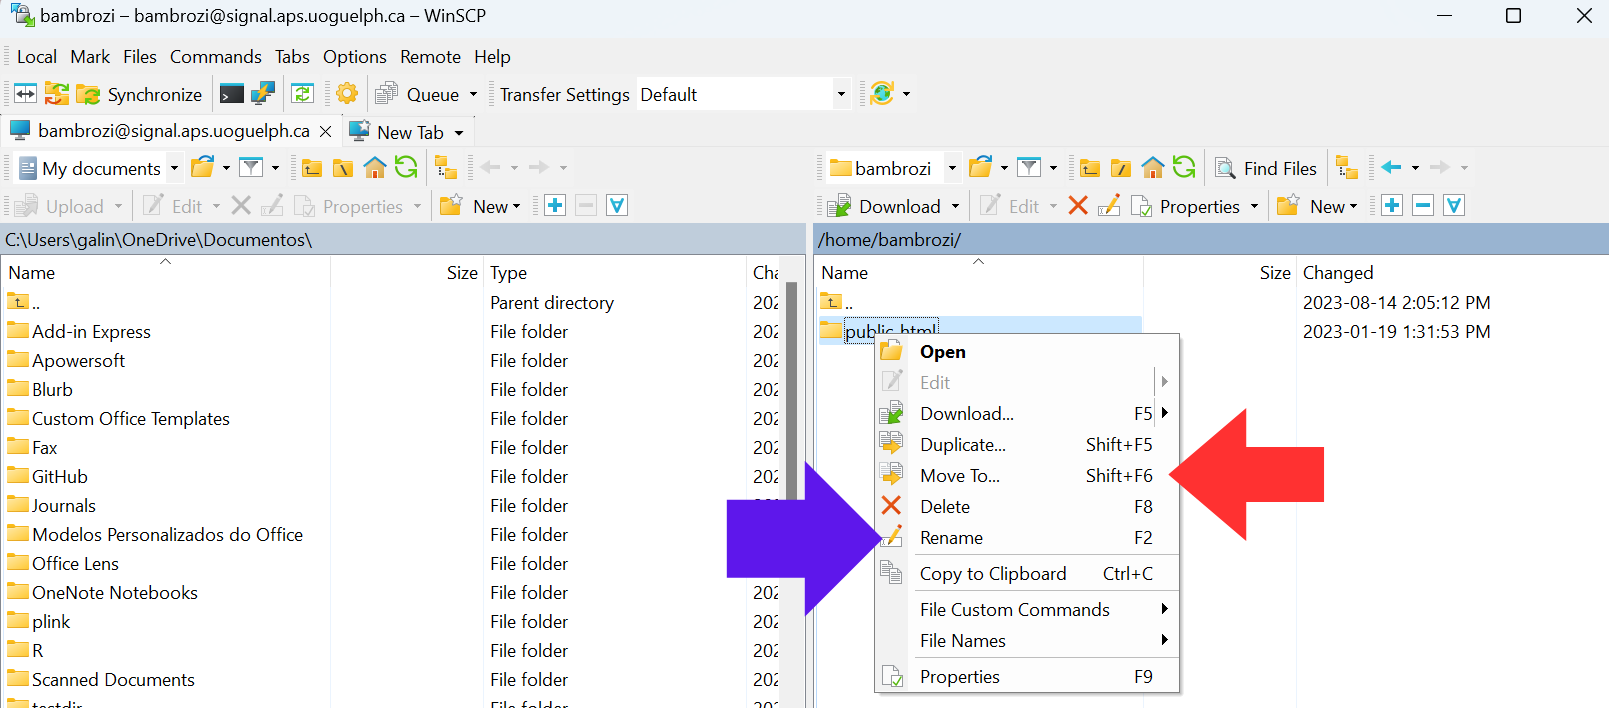 bambrozi – bambrozi@signal.aps.uoguelph.ca – WinSCP
Local Mark Files Commands Tabs Options Remote Help
Synchronize Queue Transfer Settings Default
bambrozi@signal.aps.uoguelph.ca New Tab
My documents bambrozi Find Files
Upload Edit Properties New Download Edit Properties New
C:\Users\galin\OneDrive\Documentos\ /home/bambrozi/
Name Size Type Cha Name Size Changed
.. Parent directory 202 .. 2023-08-14 2:05:12 PM
Add-in Express File folder 202 public_html 2023-01-19 1:31:53 PM
Apowersoft File folder 202
Blurb File folder 202
Custom Office Templates File folder 202
Fax File folder 202
GitHub File folder 202
Journals File folder
Modelos Personalizados do Office File folder
Office Lens File folder
OneNote Notebooks File folder 202
plink File folder 202
R File folder 202
Scanned Documents File folder 202
testdir File folder 202
Open
Edit
Download... F5
Duplicate... Shift+F5
Move To... Shift+F6
Delete F8
Rename F2
Copy to Clipboard Ctrl+C
File Custom Commands
File Names
Properties F9